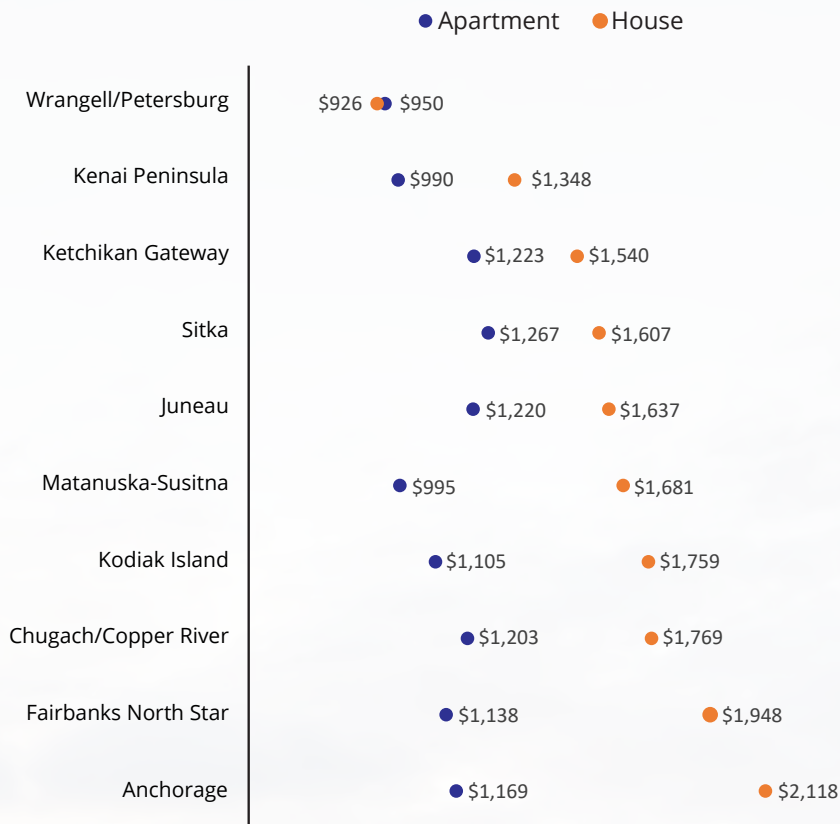 Apartment House
Wrangell/Petersburg $926 $950
Kenai Peninsula $990 $1,348
Ketchikan Gateway $1,223 $1,540
Sitka $1,267 $1,607
Juneau $1,220 $1,637
Matanuska-Susitna $995 $1,681
Kodiak Island $1,105 $1,759
Chugach/Copper River $1,203 $1,769
Fairbanks North Star $1,138 $1,948
Anchorage $1,169 $2,118